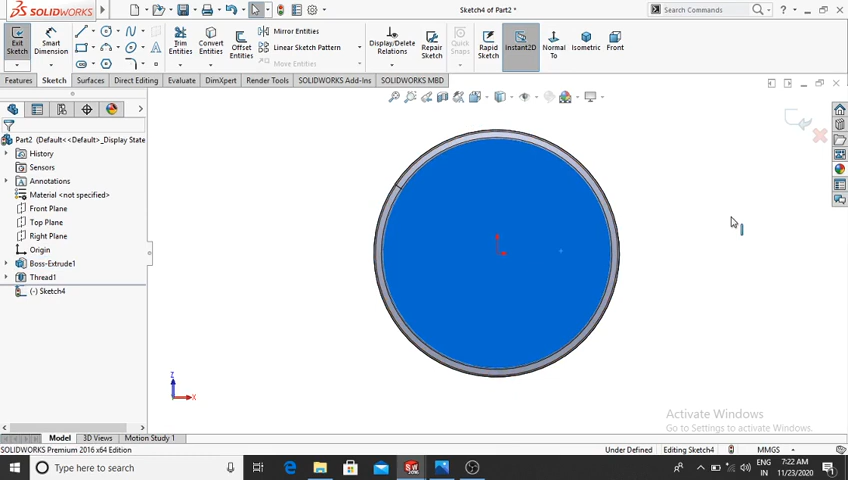 SOLIDWORKS
Sketch4 of Part2 *
Search Commands
Exit Sketch
Smart Dimension
Trim Entities
Convert Entities
Offset Entities
Mirror Entities
Linear Sketch Pattern
Move Entities
Display/Delete Relations
Repair Sketch
Quick Snaps
Rapid Sketch
Instant2D
Normal To
Isometric
Front
Features
Sketch
Surfaces
Direct Editing
Evaluate
DimXpert
Render Tools
SOLIDWORKS Add-Ins
SOLIDWORKS MBD
Part2 (Default<<Default>_Display State
History
Sensors
Annotations
Material <not specified>
Front Plane
Top Plane
Right Plane
Origin
Boss-Extrude1
Thread1
(-) Sketch4
Z
X
Activate Windows
Go to Settings to activate Windows.
Model
3D Views
Motion Study 1
SOLIDWORKS Premium 2016 x64 Edition
Under Defined
Editing Sketch4
MMGS
Type here to search
ENG
IN
7:22 AM
11/23/2020